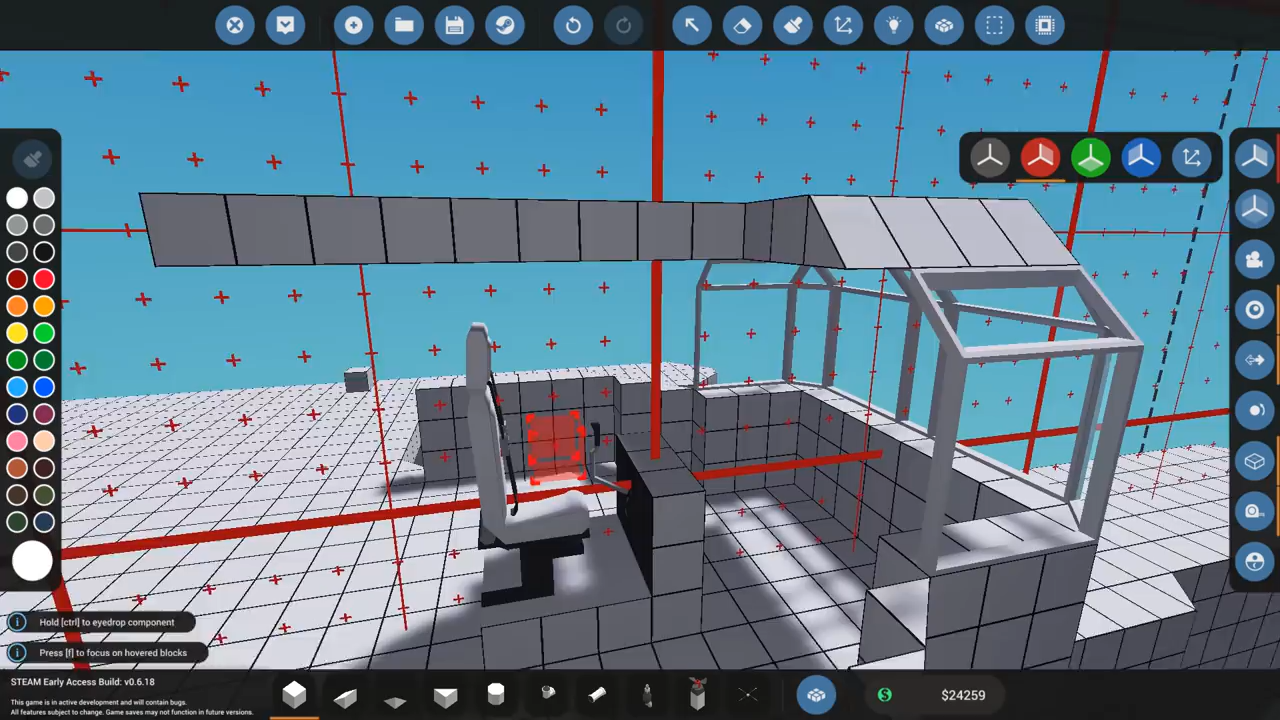 Hold [ctrl] to eyedrop component
Press [f] to focus on hovered blocks
STEAM Early Access Build: v0.6.18
This game is in active development and will contain bugs.
All features subject to change. Game saves may not function in future versions.
$
$24259